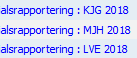 alsrapportering : KJG 2018
alsrapportering : MJH 2018
alsrapportering : LVE 2018